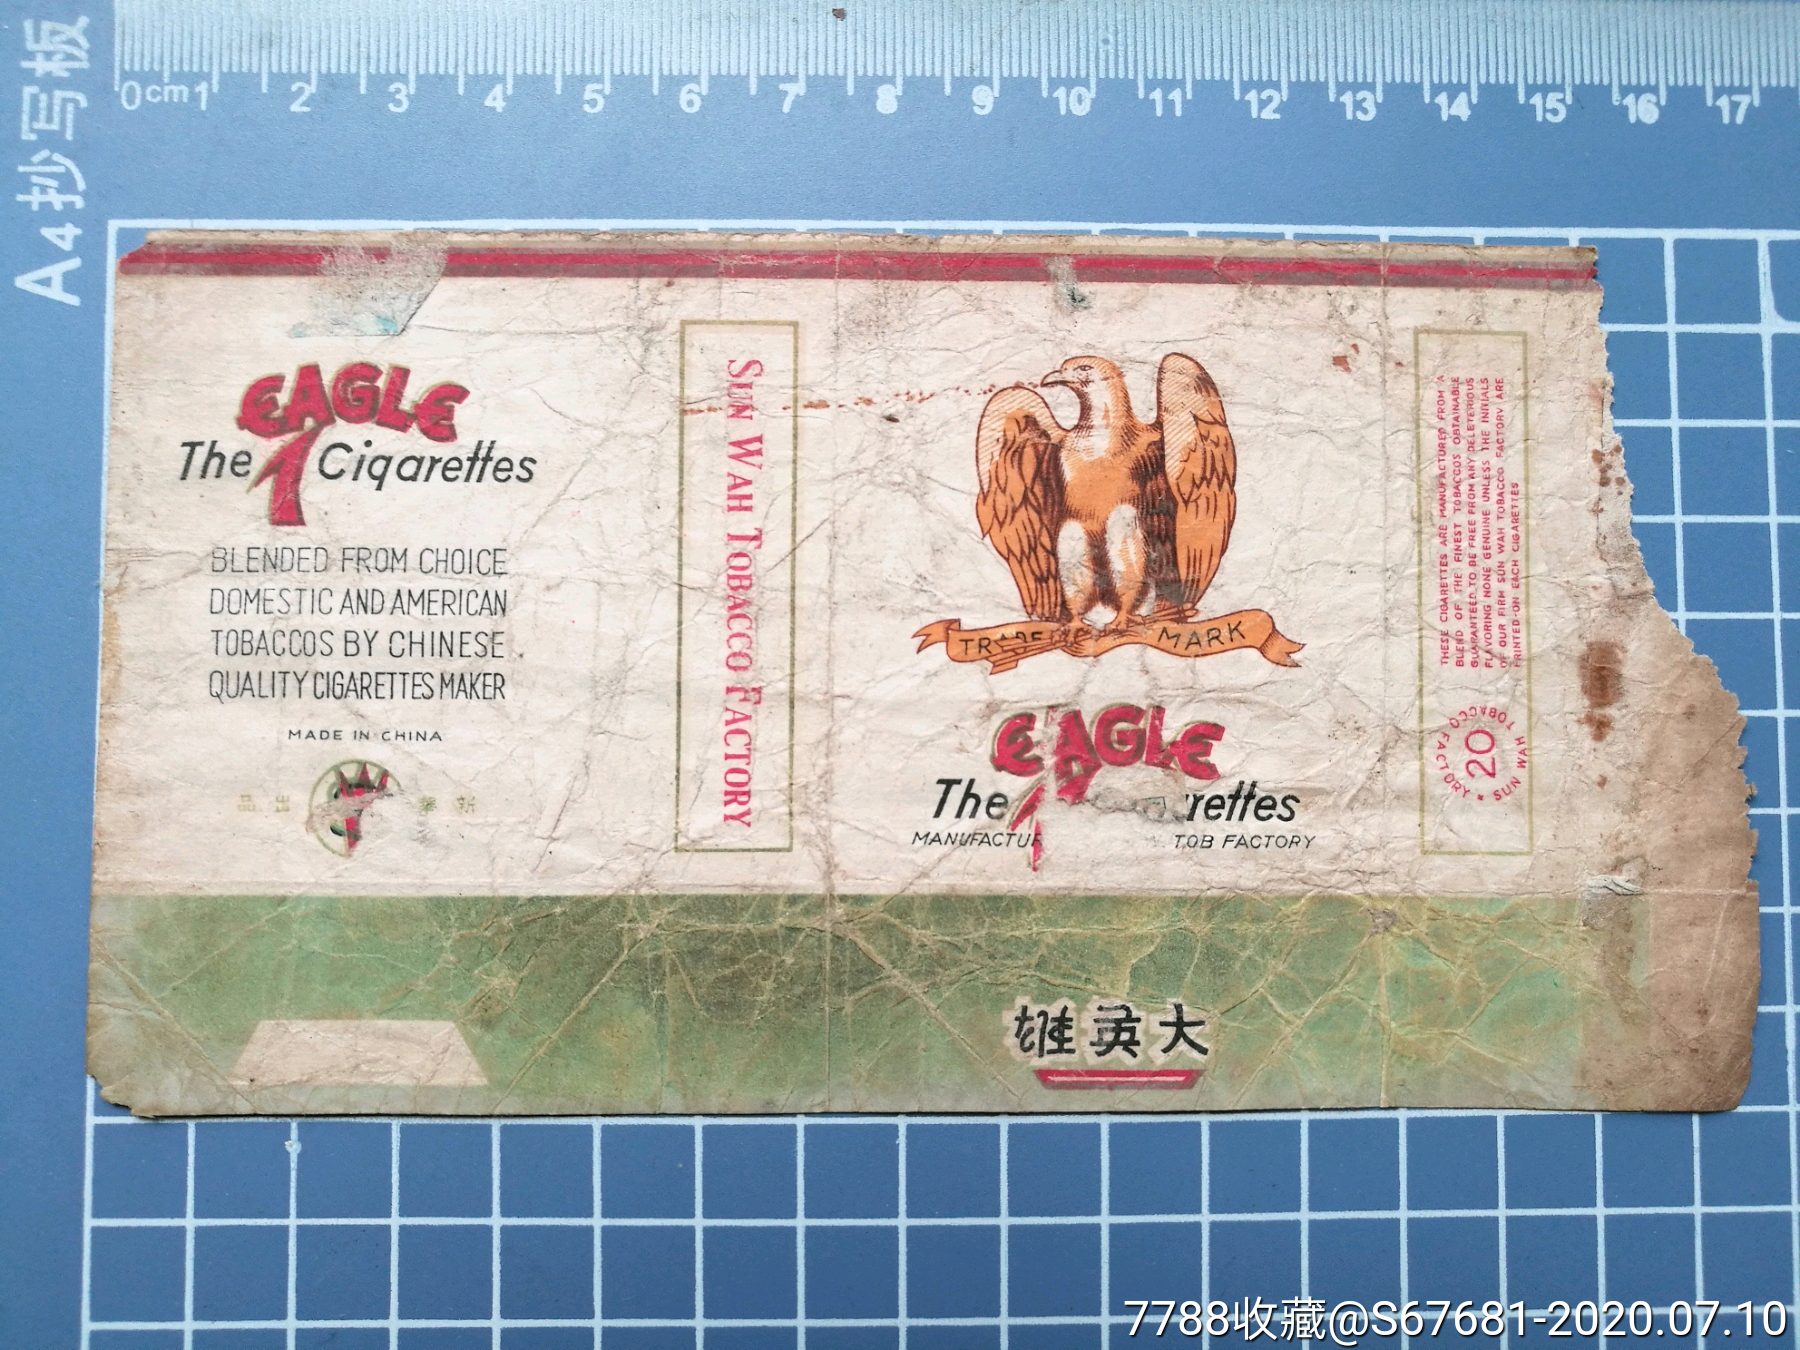 A4抄写板
0cm 1 2 3 4 5 6 7 8 9 10 11 12 13 14 15 16 17
EAGLE
The Cigarettes
BLENDED FROM CHOICE
DOMESTIC AND AMERICAN
TOBACCOS BY CHINESE
QUALITY CIGARETTES MAKER
MADE IN CHINA
品出
SUN WAH TOBACCO FACTORY
TRADE MARK
EAGLE
The rettes
MANUFACTUR TOB FACTORY
雄英大
THESE CIGARETTES ARE MANUFACTURED FROM A
BLEND OF THE FINEST TOBACCOS OBTAINABLE
GUARANTEED TO BE FREE FROM ANY DELETERIOUS
FLAVORING NONE GENUINE UNLESS THE INITIALS
OF OUR FIRM SUN WAH TOBACCO FACTORY ARE
PRINTED ON EACH CIGARETTES
SUN WAH TOBACCO FACTORY
20
7788收藏@S67681-2020.07.10